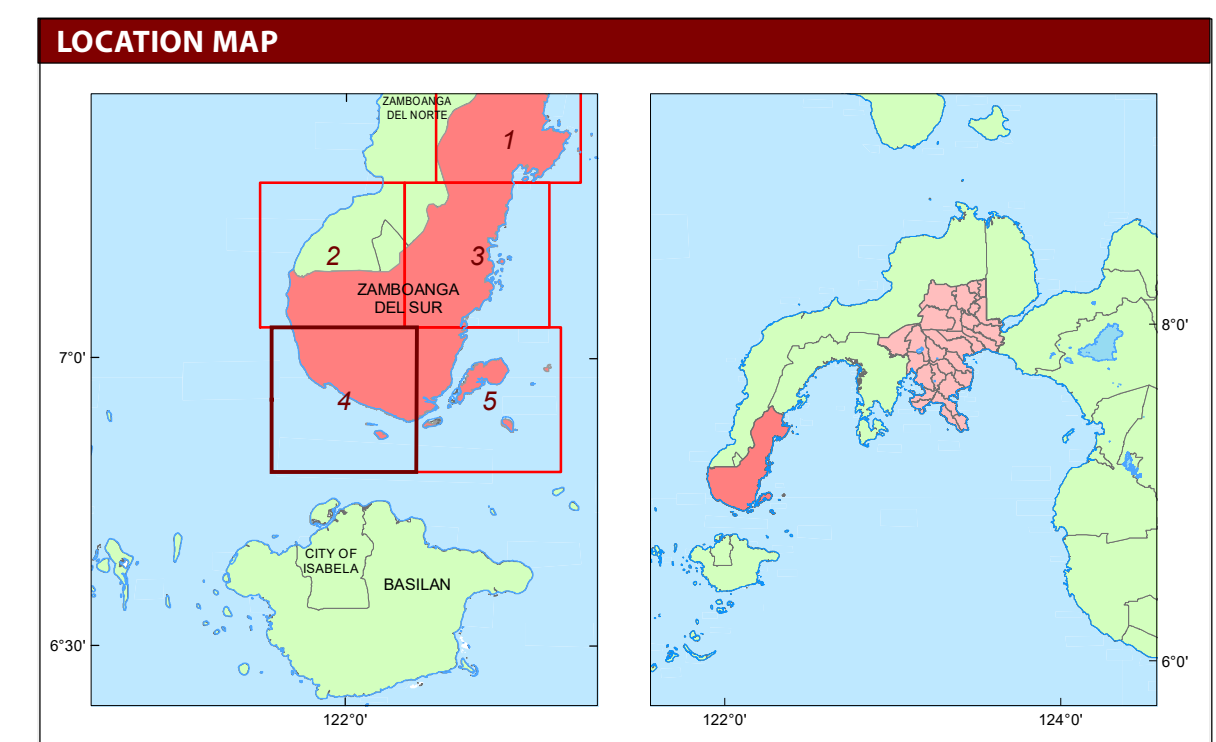 LOCATION MAP
ZAMBOANGA
DEL NORTE
1
2
3
ZAMBOANGA
DEL SUR
7°0'
4
5
CITY OF
ISABELA
BASILAN
6°30'
122°0'
8°0'
6°0'
122°0'
124°0'